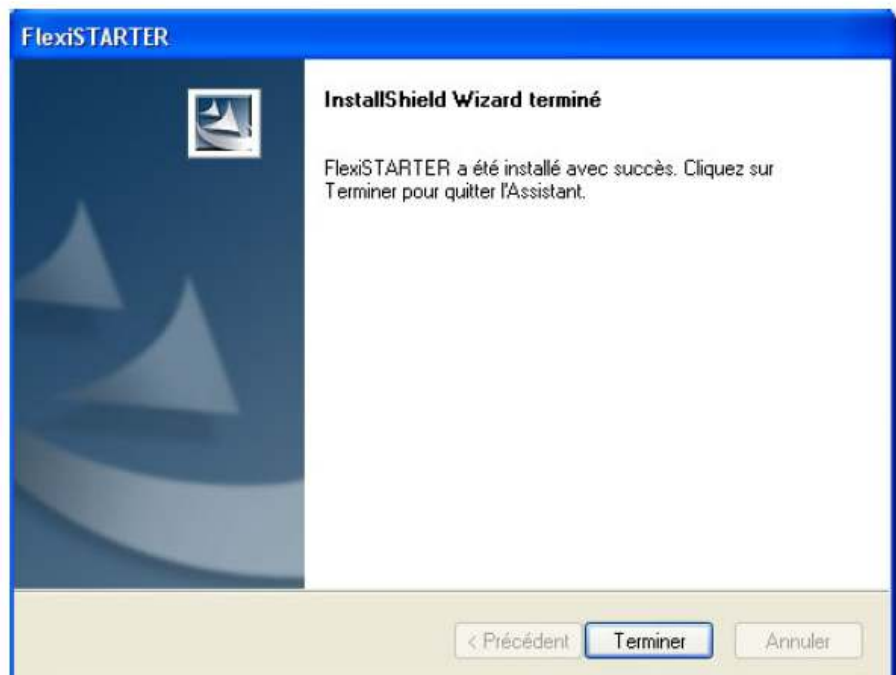 FlexiSTARTER
InstallShield Wizard terminé
FlexiSTARTER a été installé avec succès. Cliquez sur
Terminer pour quitter l'Assistant.
< Précédent Terminer Annuler